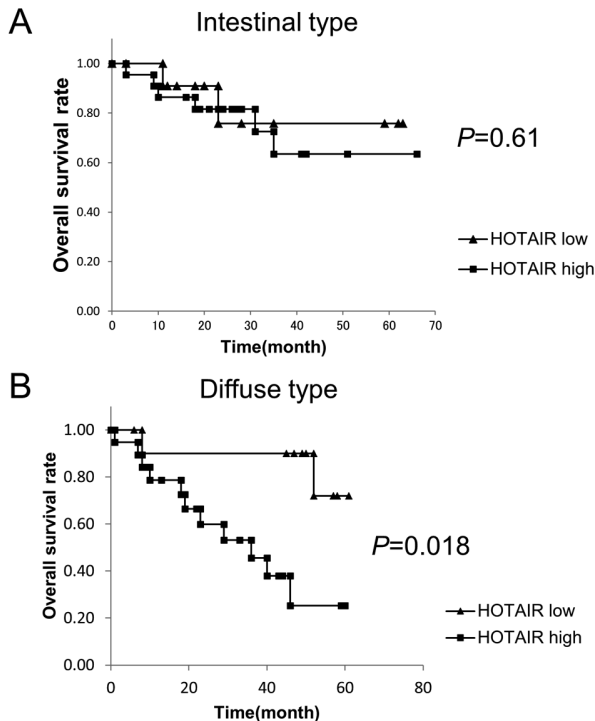 A
Intestinal type
1.00
0.80
0.60
0.40
0.20
0.00
Overall survival rate
0 10 20 30 40 50 60 70
Time(month)
P=0.61
HOTAIR low
HOTAIR high
B
Diffuse type
1.00
0.80
0.60
0.40
0.20
0.00
Overall survival rate
0 20 40 60 80
Time(month)
P=0.018
HOTAIR low
HOTAIR high